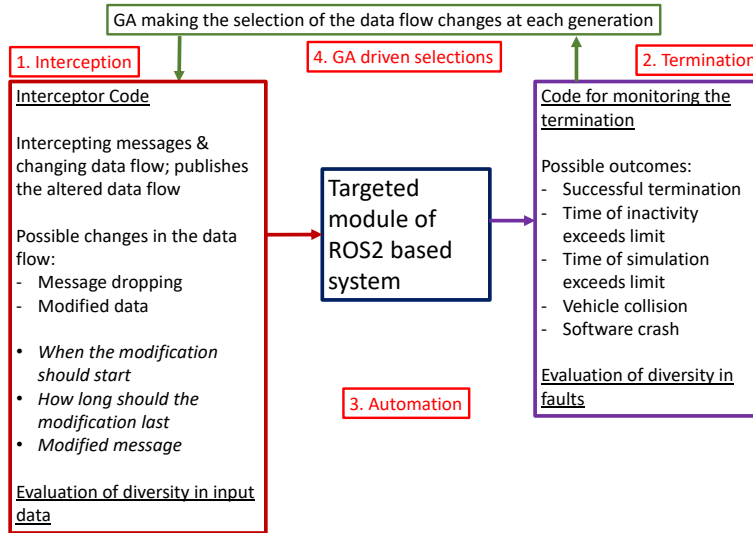 GA making the selection of the data flow changes at each generation
1. Interception
4. GA driven selections
2. Termination
Interceptor Code
Intercepting messages &
changing data flow; publishes
the altered data flow
Possible changes in the data
flow:
- Message dropping
- Modified data
• When the modification
should start
• How long should the
modification last
• Modified message
Evaluation of diversity in input
data
Targeted
module of
ROS2 based
system
3. Automation
Code for monitoring the
termination
Possible outcomes:
- Successful termination
- Time of inactivity
exceeds limit
- Time of simulation
exceeds limit
- Vehicle collision
- Software crash
Evaluation of diversity in
faults